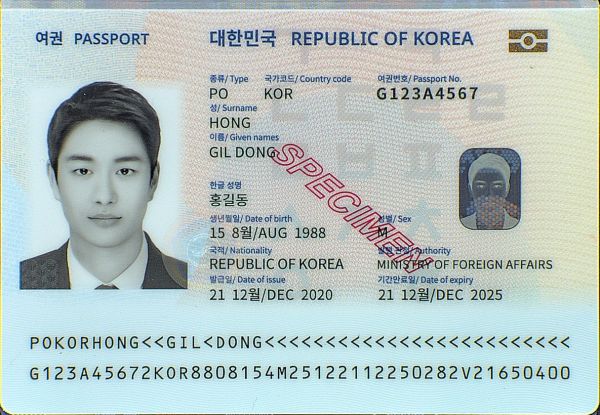 여권 PASSPORT 대한민국 REPUBLIC OF KOREA
종류/ Type 국가코드/ Country code 여권번호/ Passport No.
PO KOR G123A4567
성/ Surname
HONG
이름/ Given names
GIL DONG
한글 성명
홍길동
생년월일/ Date of birth 성별/ Sex
15 8월/AUG 1988 M
국적/ Nationality 발행 관청/ Authority
REPUBLIC OF KOREA MINISTRY OF FOREIGN AFFAIRS
발급일/ Date of issue 기간만료일/ Date of expiry
21 12월/DEC 2020 21 12월/DEC 2025
SPECIMEN
POKORHONG<<GIL<DONG<<<<<<<<<<<<<<<<<<<<<<<<<
G123A45672KOR8808154M25122112250282V21650400